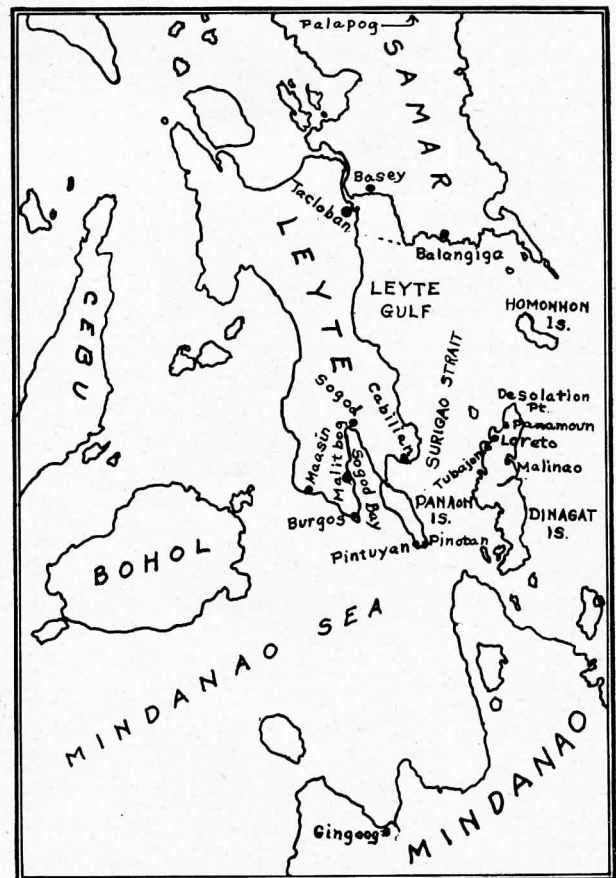 Palapog
SAMAR
Basey
Tacloban
Balangiga
LEYTE
LEYTE
GULF
HOMONHON
IS.
CEBU
SURIGAO STRAIT
Cabilian
Desolation
Pt.
Panamoun
Loreto
Tubajon
Malinao
Sogod
Maasin
Malitbog
Sogod Bay
PANAON
IS.
DINAGAT
IS.
Burgos
Pintuyan
Pinotan
BOHOL
MINDANAO SEA
MINDANAO
Gingoog